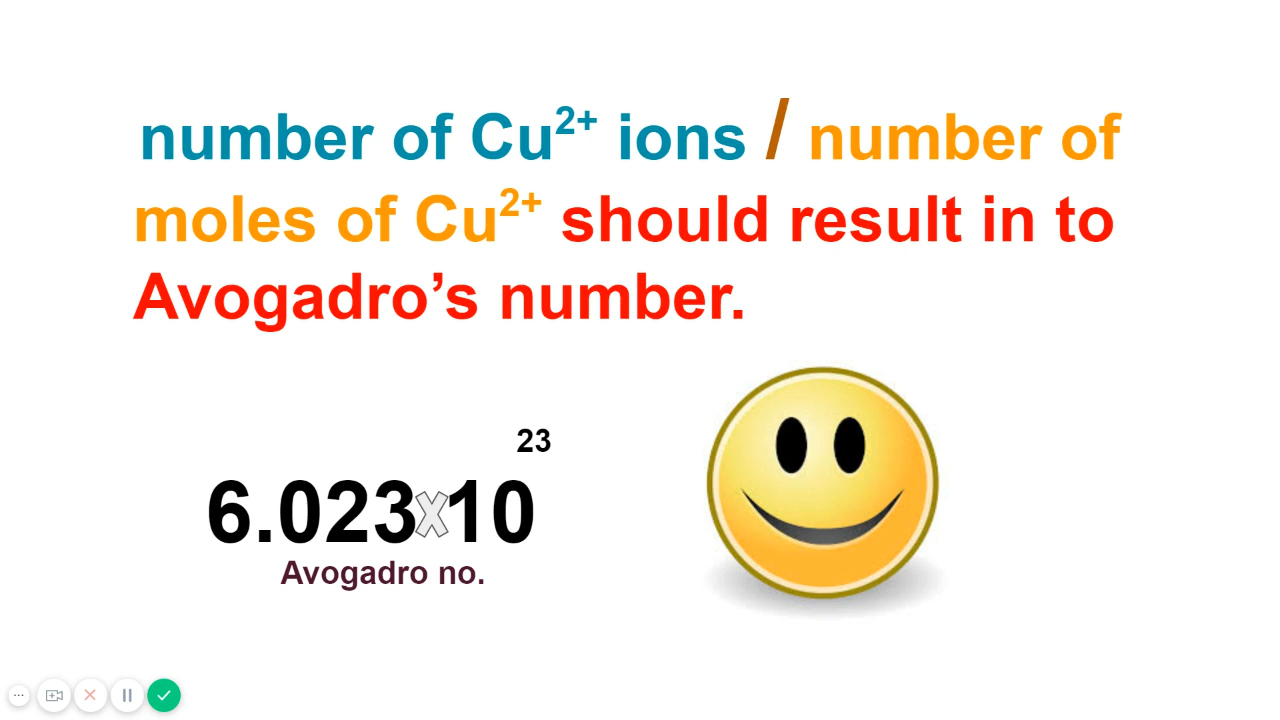 number of Cu²⁺ ions / number of
moles of Cu²⁺ should result in to
Avogadro’s number.
23
6.023x10
Avogadro no.